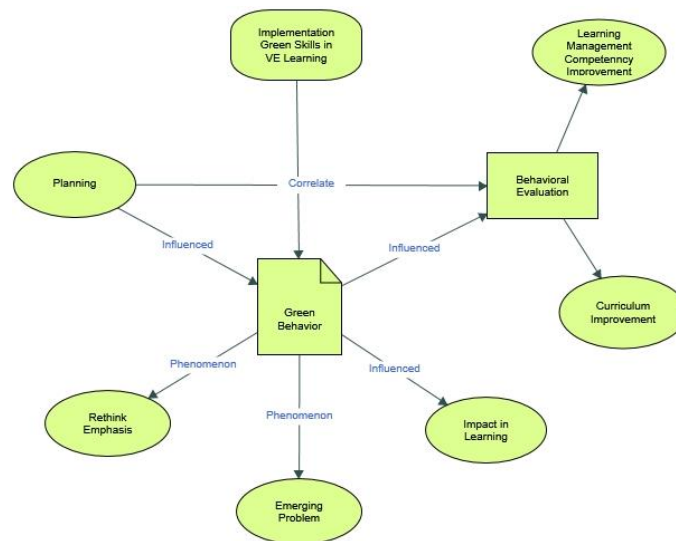 Implementation
Green Skills in
VE Learning
Learning
Management
Competenncy
Improvement
Planning
Correlate
Behavioral
Evaluation
Influenced
Influenced
Green
Behavior
Curriculum
Improvement
Phenomenon
Influenced
Rethink
Emphasis
Phenomenon
Impact in
Learning
Emerging
Problem